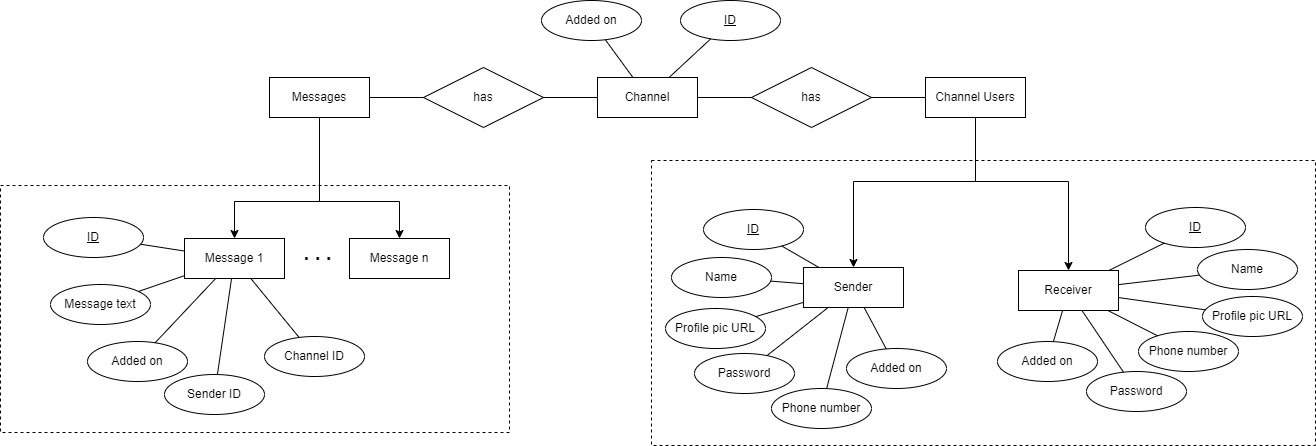 Added on
ID
Messages
has
Channel
has
Channel Users
ID
Message 1
. . .
Message n
Message text
Added on
Channel ID
Sender ID
ID
Name
Sender
Profile pic URL
Password
Added on
Phone number
ID
Name
Receiver
Profile pic URL
Phone number
Added on
Password